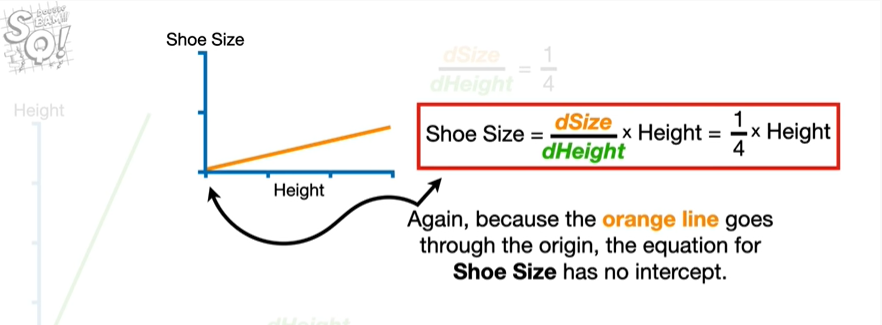 Shoe Size
dSize
dHeight
=
1
4
Height
Shoe Size = dSize / dHeight x Height = 1/4 x Height
Height
Again, because the orange line goes
through the origin, the equation for
Shoe Size has no intercept.
dHeight